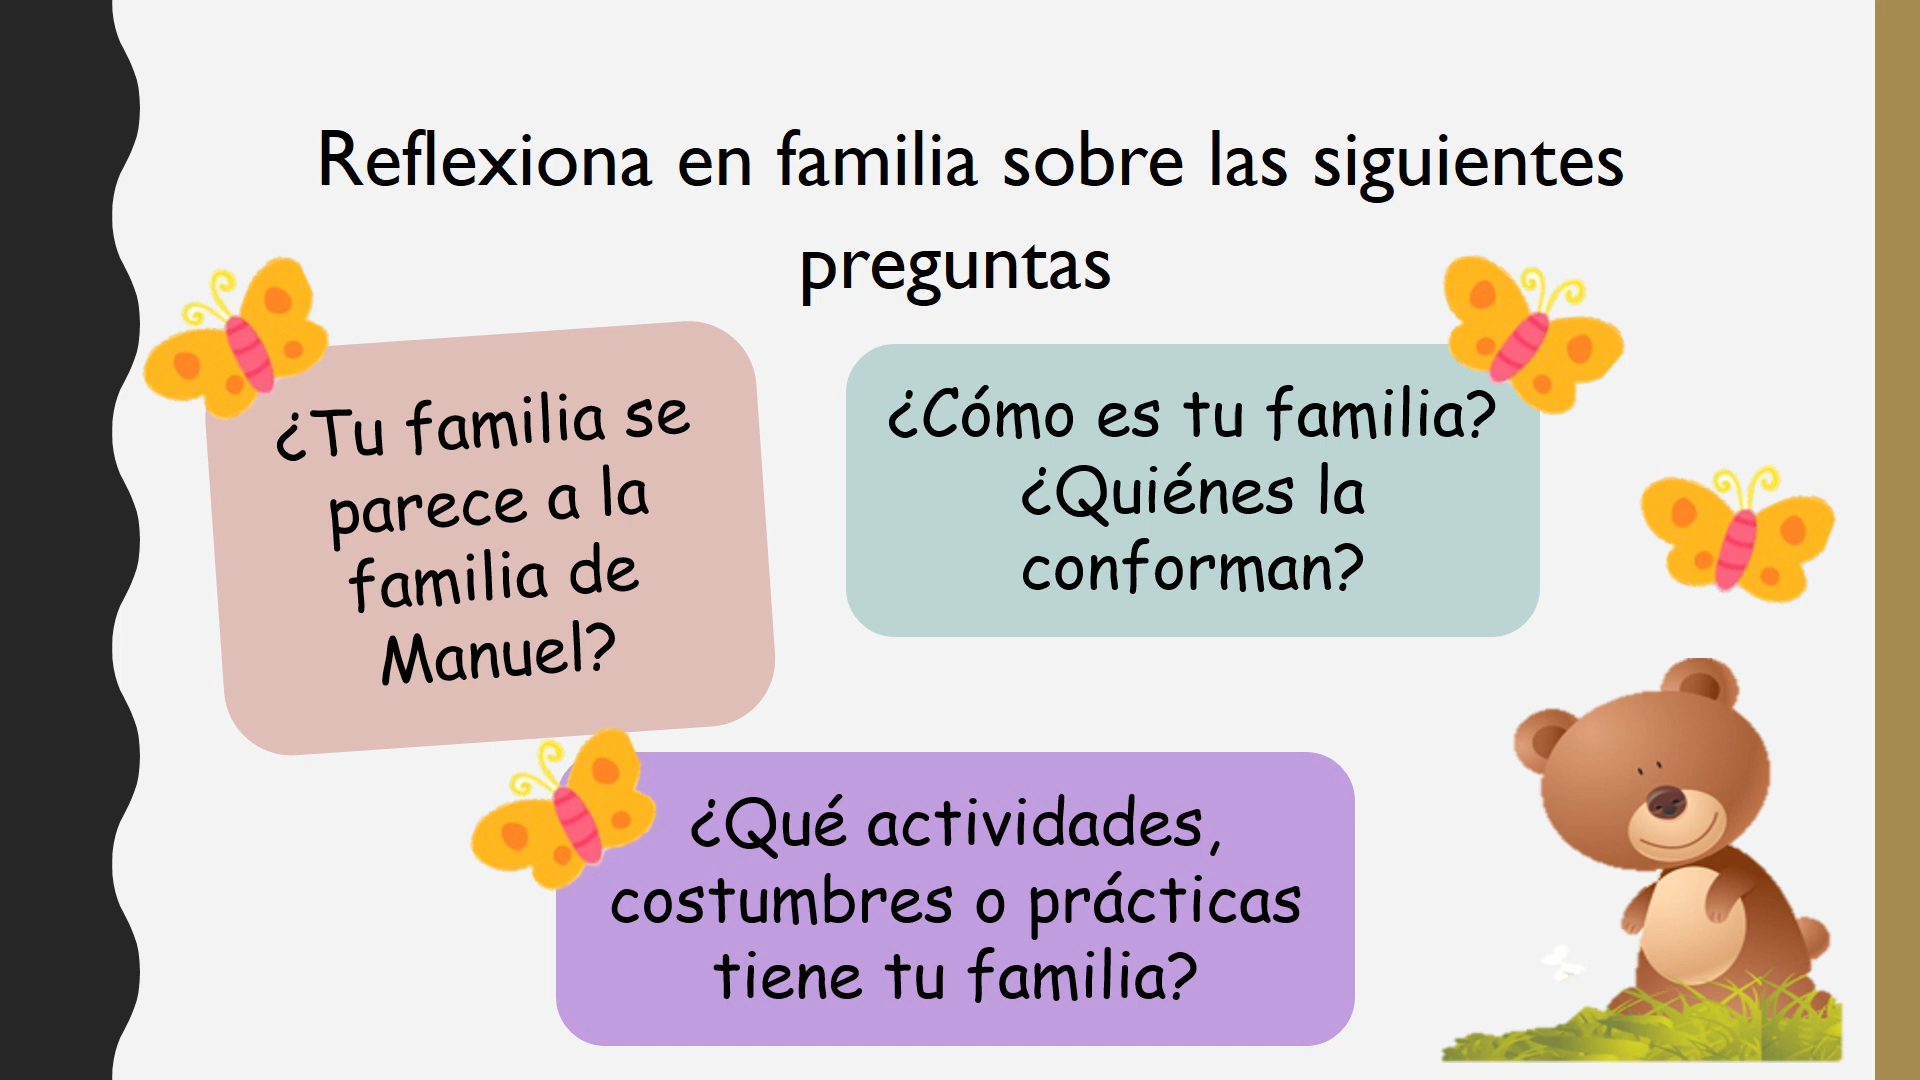 Reflexiona en familia sobre las siguientes
preguntas
¿Tu familia se
parece a la
familia de
Manuel?
¿Cómo es tu familia?
¿Quiénes la
conforman?
¿Qué actividades,
costumbres o prácticas
tiene tu familia?